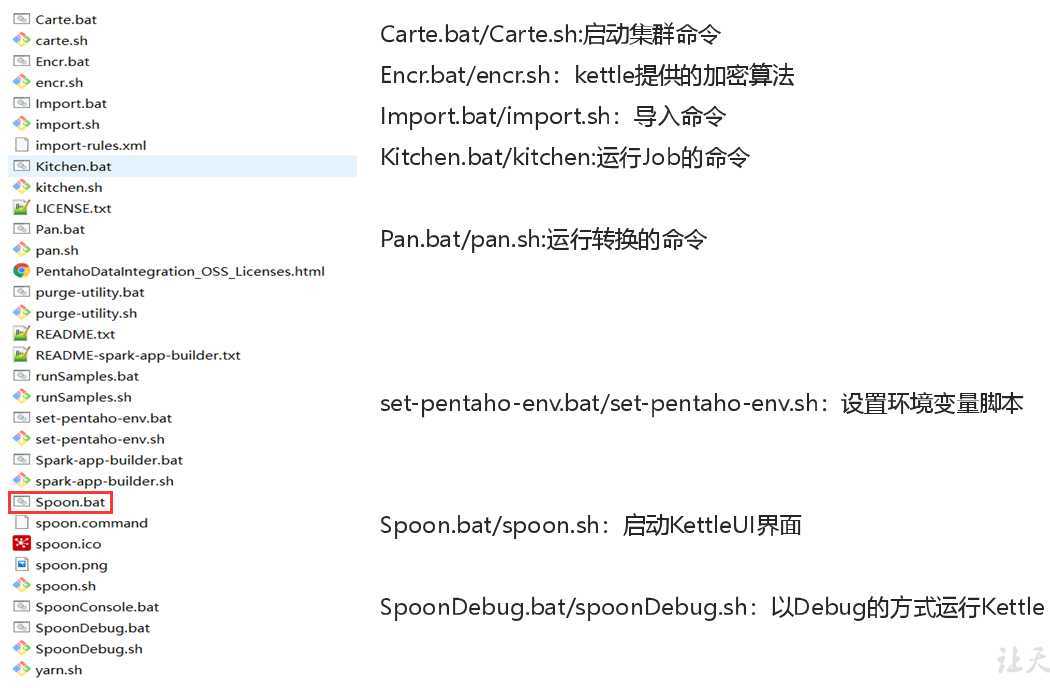 Carte.bat
carte.sh
Encr.bat
encr.sh
Import.bat
import.sh
import-rules.xml
Kitchen.bat
kitchen.sh
LICENSE.txt
Pan.bat
pan.sh
PentahoDataIntegration_OSS_Licenses.html
purge-utility.bat
purge-utility.sh
README.txt
README-spark-app-builder.txt
runSamples.bat
runSamples.sh
set-pentaho-env.bat
set-pentaho-env.sh
Spark-app-builder.bat
spark-app-builder.sh
Spoon.bat
spoon.command
spoon.ico
spoon.png
spoon.sh
SpoonConsole.bat
SpoonDebug.bat
SpoonDebug.sh
yarn.sh
Carte.bat/Carte.sh:启动集群命令
Encr.bat/encr.sh：kettle提供的加密算法
Import.bat/import.sh：导入命令
Kitchen.bat/kitchen:运行Job的命令
Pan.bat/pan.sh:运行转换的命令
set-pentaho-env.bat/set-pentaho-env.sh：设置环境变量脚本
Spoon.bat/spoon.sh：启动KettleUI界面
SpoonDebug.bat/spoonDebug.sh：以Debug的方式运行Kettle
让天